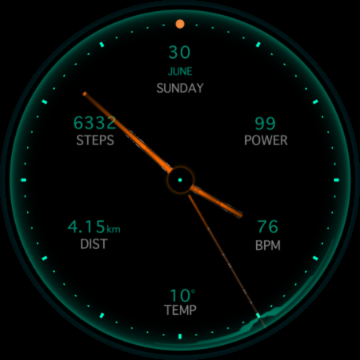 30
JUNE
SUNDAY
6332
STEPS
99
POWER
4.15km
DIST
76
BPM
10°
TEMP